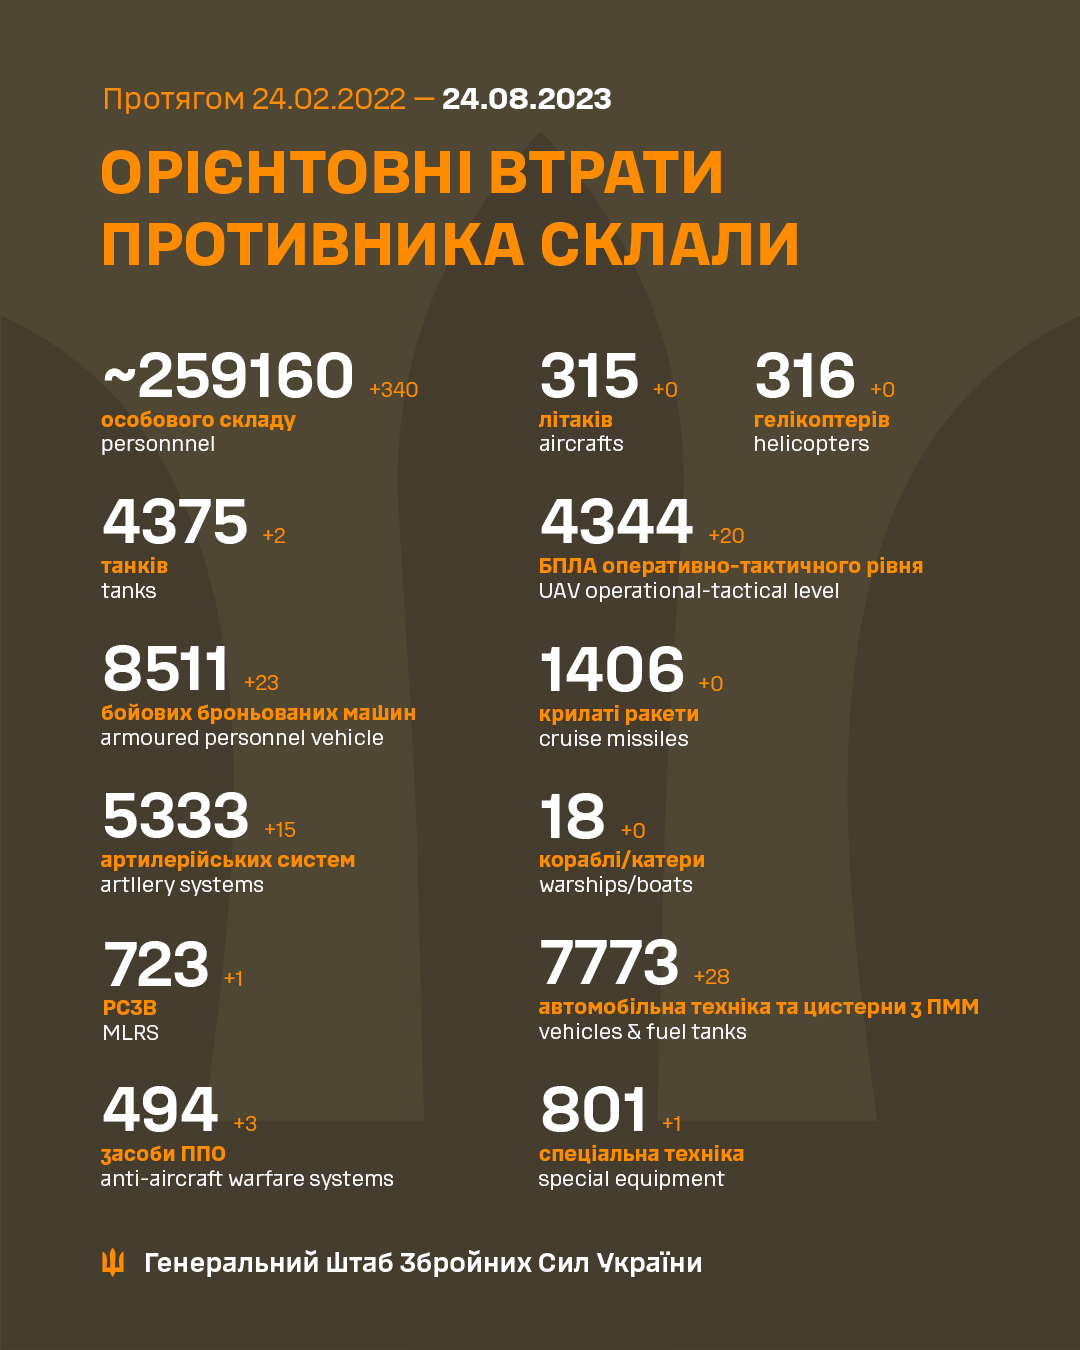 Протягом 24.02.2022 — 24.08.2023
ОРІЄНТОВНІ ВТРАТИ
ПРОТИВНИКА СКЛАЛИ
~259160 +340
особового складу
personnnel
315 +0
літаків
aircrafts
316 +0
гелікоптерів
helicopters
4375 +2
танків
tanks
4344 +20
БПЛА оперативно-тактичного рівня
UAV operational-tactical level
8511 +23
бойових броньованих машин
armoured personnel vehicle
1406 +0
крилаті ракети
cruise missiles
5333 +15
артилерійських систем
artllery systems
18 +0
кораблі/катери
warships/boats
723 +1
РСЗВ
MLRS
7773 +28
автомобільна техніка та цистерни з ПММ
vehicles & fuel tanks
494 +3
засоби ППО
anti-aircraft warfare systems
801 +1
спеціальна техніка
special equipment
Генеральний Штаб Збройних Сил України